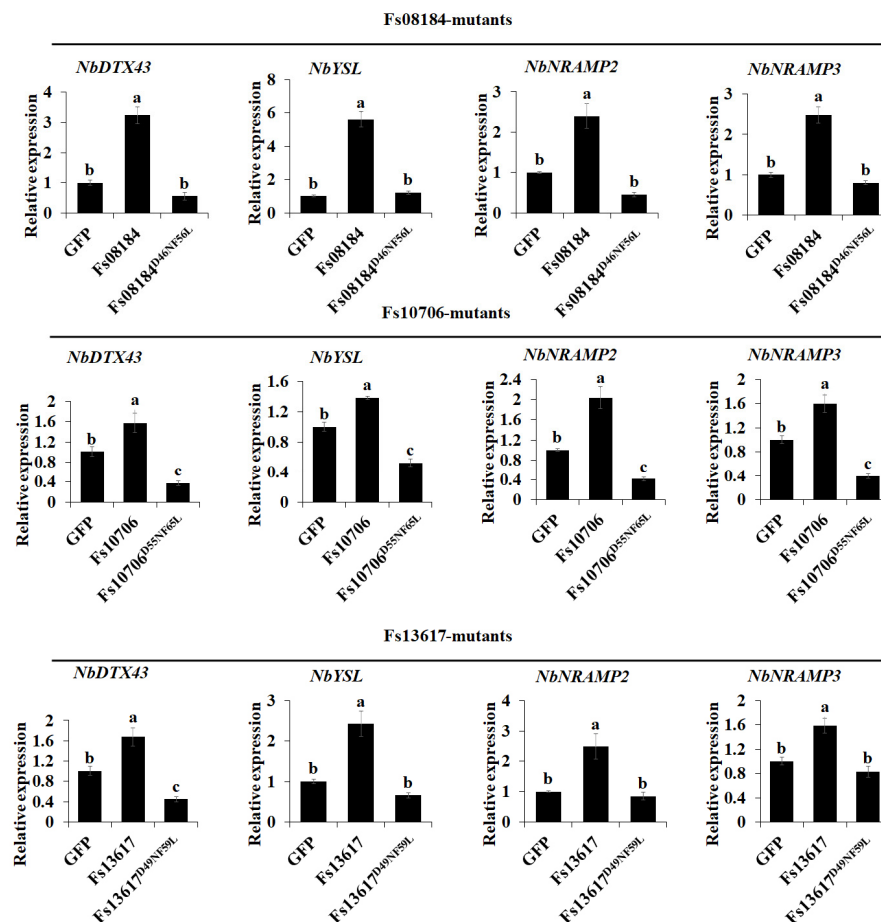 Fs08184-mutants
NbDTX43
Relative expression
4
3
2
1
0
b
a
b
GFP
Fs08184
Fs08184D46NF56L
NbYSL
Relative expression
8
6
4
2
0
b
a
b
GFP
Fs08184
Fs08184D46NF56L
NbNRAMP2
Relative expression
3
2
1
0
b
a
b
GFP
Fs08184
Fs08184D46NF56L
NbNRAMP3
Relative expression
3
2
1
0
b
a
b
GFP
Fs08184
Fs08184D46NF56L
Fs10706-mutants
NbDTX43
Relative expression
2
1.6
1.2
0.8
0.4
0
b
a
c
GFP
Fs10706
Fs10706D55NF65L
NbYSL
Relative expression
1.6
1.2
0.8
0.4
0
b
a
c
GFP
Fs10706
Fs10706D55NF65L
NbNRAMP2
Relative expression
2.4
2
1.6
1.2
0.8
0.4
0
b
a
c
GFP
Fs10706
Fs10706D55NF65L
NbNRAMP3
Relative expression
2
1.6
1.2
0.8
0.4
0
b
a
c
GFP
Fs10706
Fs10706D55NF65L
Fs13617-mutants
NbDTX43
Relative expression
2
1.6
1.2
0.8
0.4
0
b
a
c
GFP
Fs13617
Fs13617D49NF59L
NbYSL
Relative expression
3
2
1
0
b
a
b
GFP
Fs13617
Fs13617D49NF59L
NbNRAMP2
Relative expression
4
3
2
1
0
b
a
b
GFP
Fs13617
Fs13617D49NF59L
NbNRAMP3
Relative expression
2
1.6
1.2
0.8
0.4
0
b
a
b
GFP
Fs13617
Fs13617D49NF59L